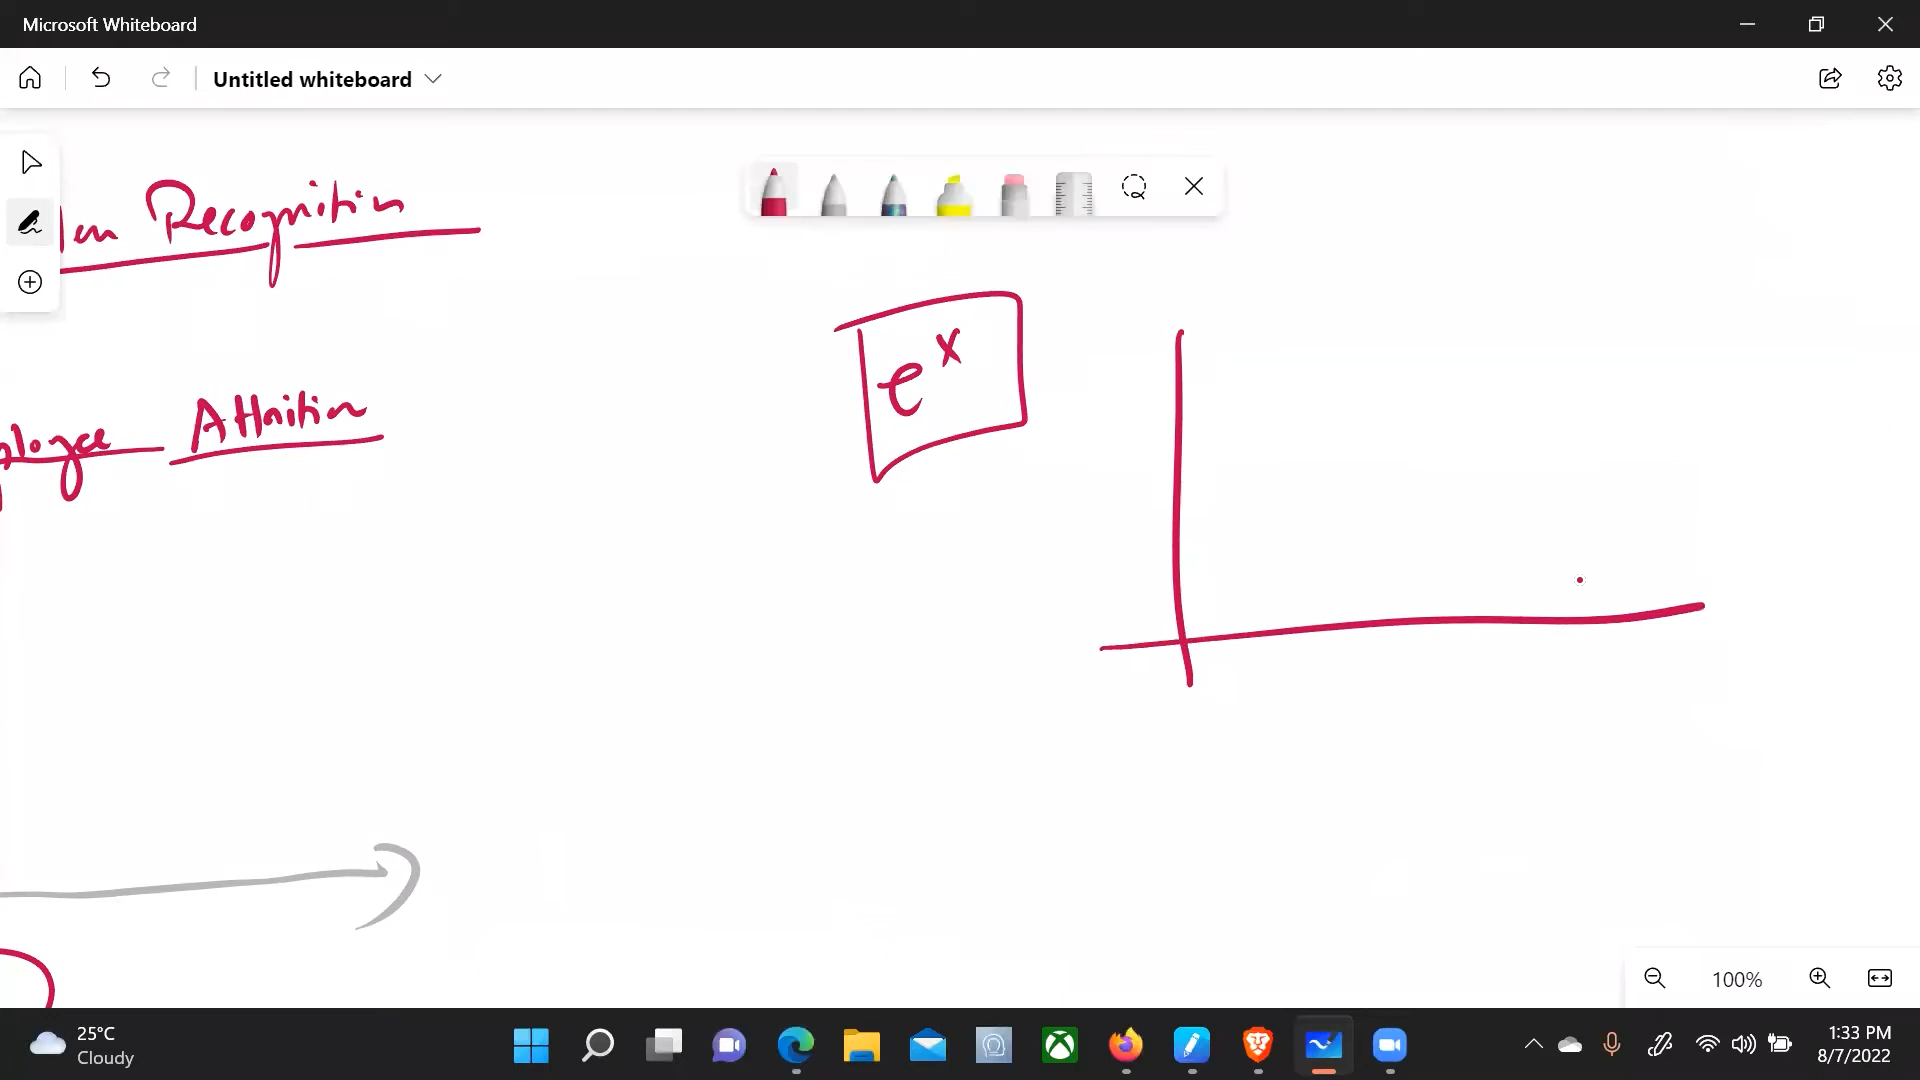 Microsoft Whiteboard
Untitled whiteboard
Recognition
e^x
Attrition
100%
25°C
Cloudy
1:33 PM
8/7/2022